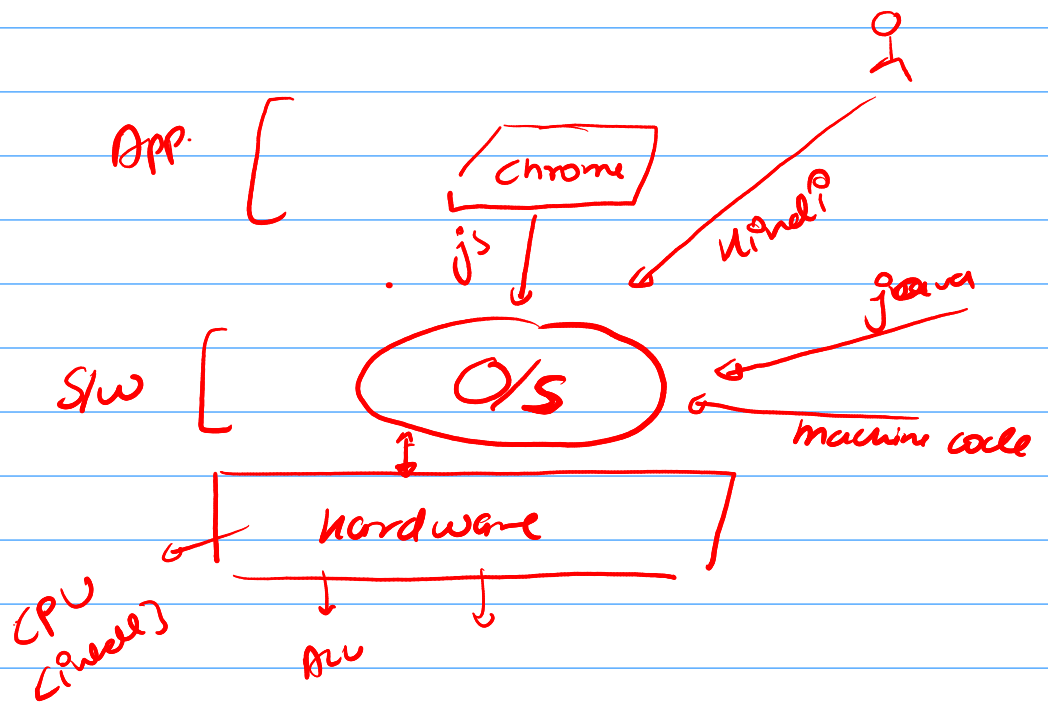 App.
chrome
js
Hindi
java
S/W
O/s
machine code
hardware
CPU
[intel]
ALU